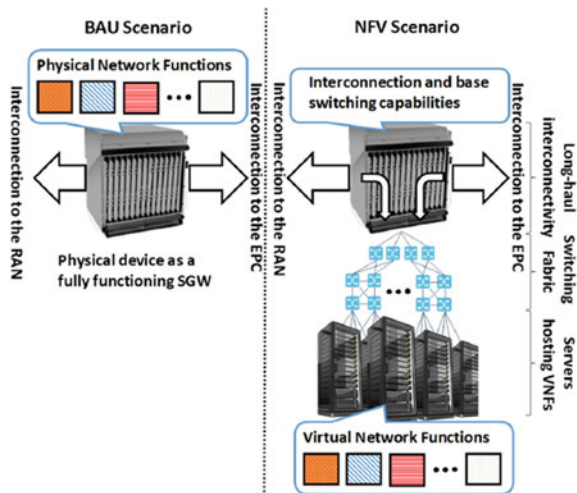 BAU Scenario
NFV Scenario
Physical Network Functions
Interconnection and base
switching capabilities
Interconnection to the RAN
Interconnection to the EPC
Interconnection to the RAN
Interconnection to the EPC
Long-haul
interconnectivity
Switching
Fabric
Servers
hosting VNFs
Physical device as a
fully functioning SGW
Virtual Network Functions